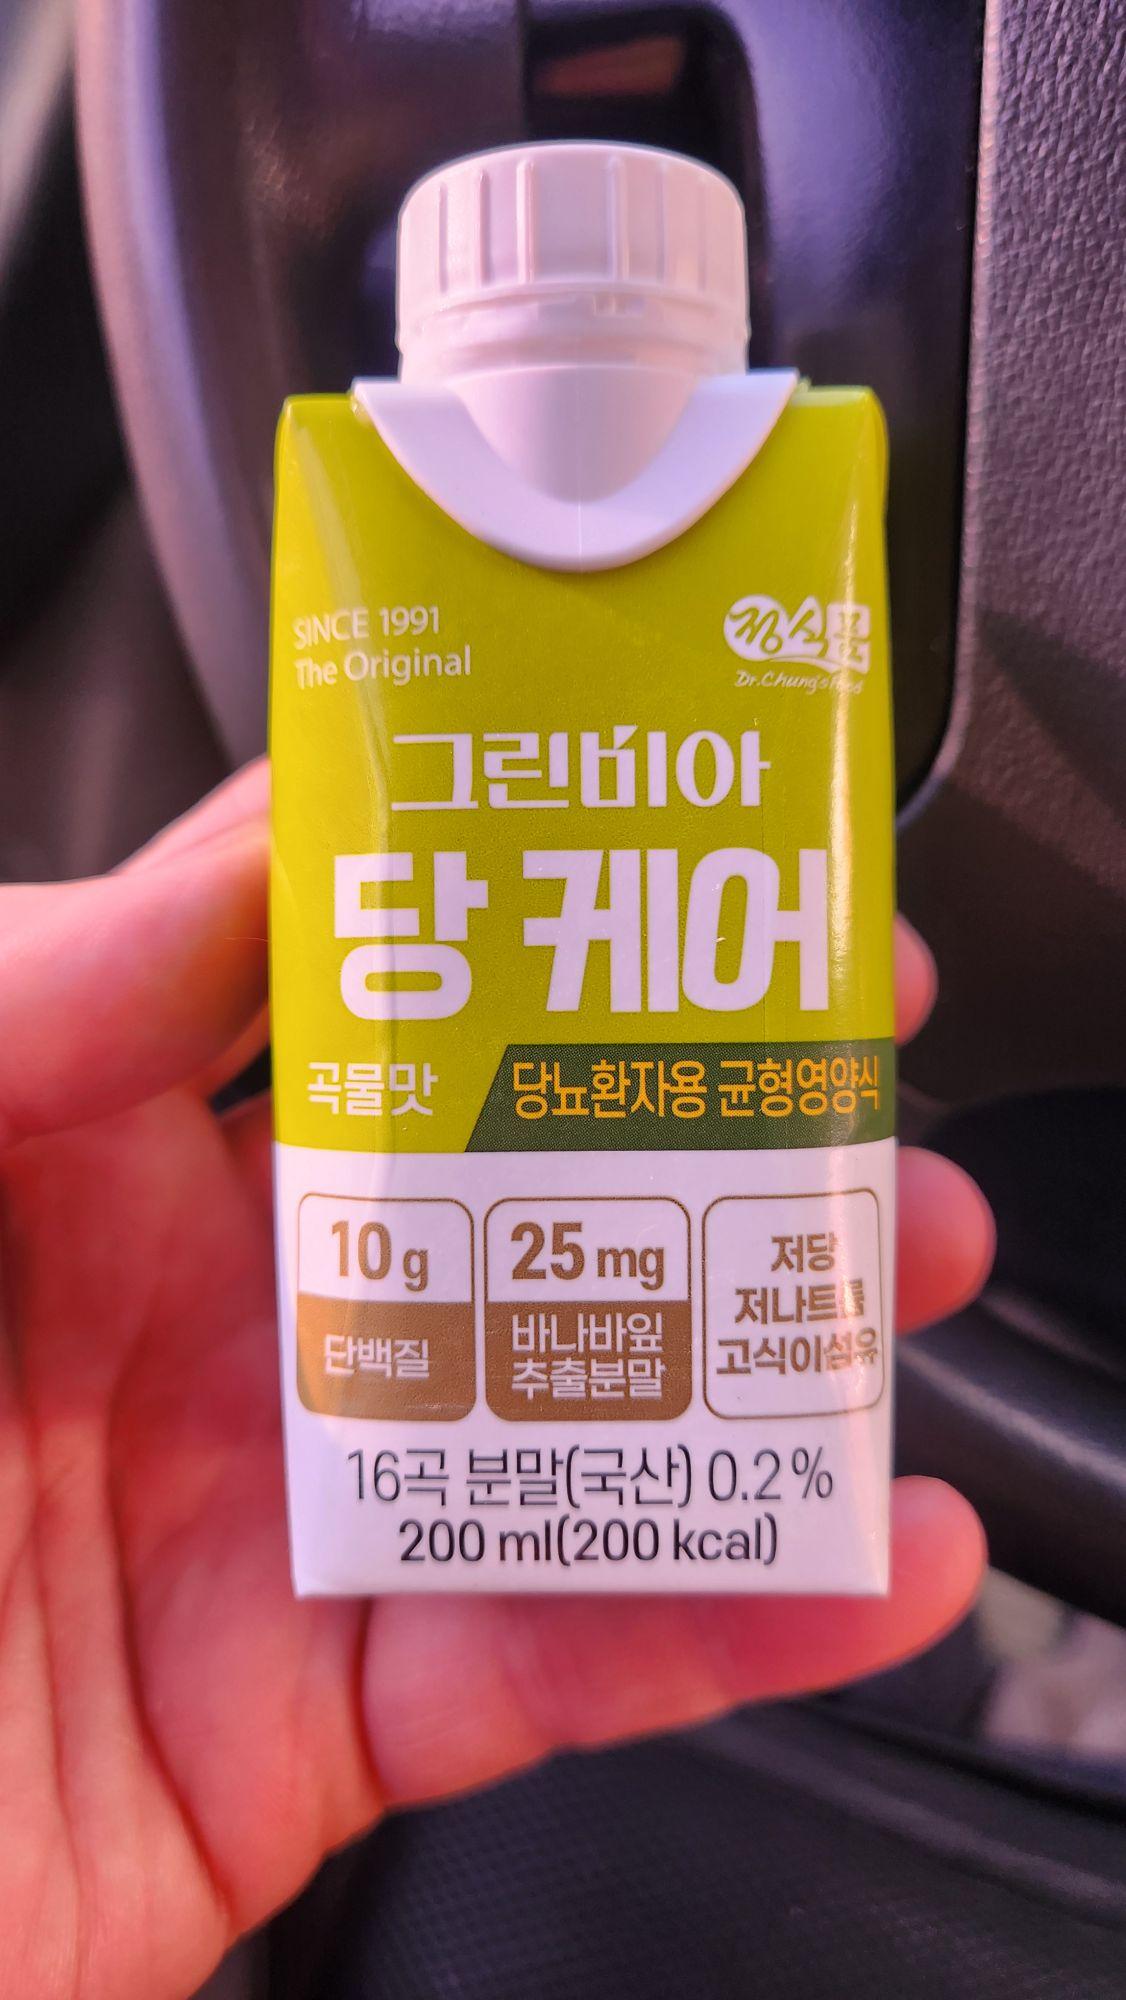 SINCE 1991
The Original
정식품
Dr.Chung's Food
그린비아
당 케어
곡물맛
당뇨환자용 균형영양식
10 g
단백질
25 mg
바나바잎
추출분말
저당
저나트륨
고식이섬유
16곡 분말(국산) 0.2 %
200 ml(200 kcal)